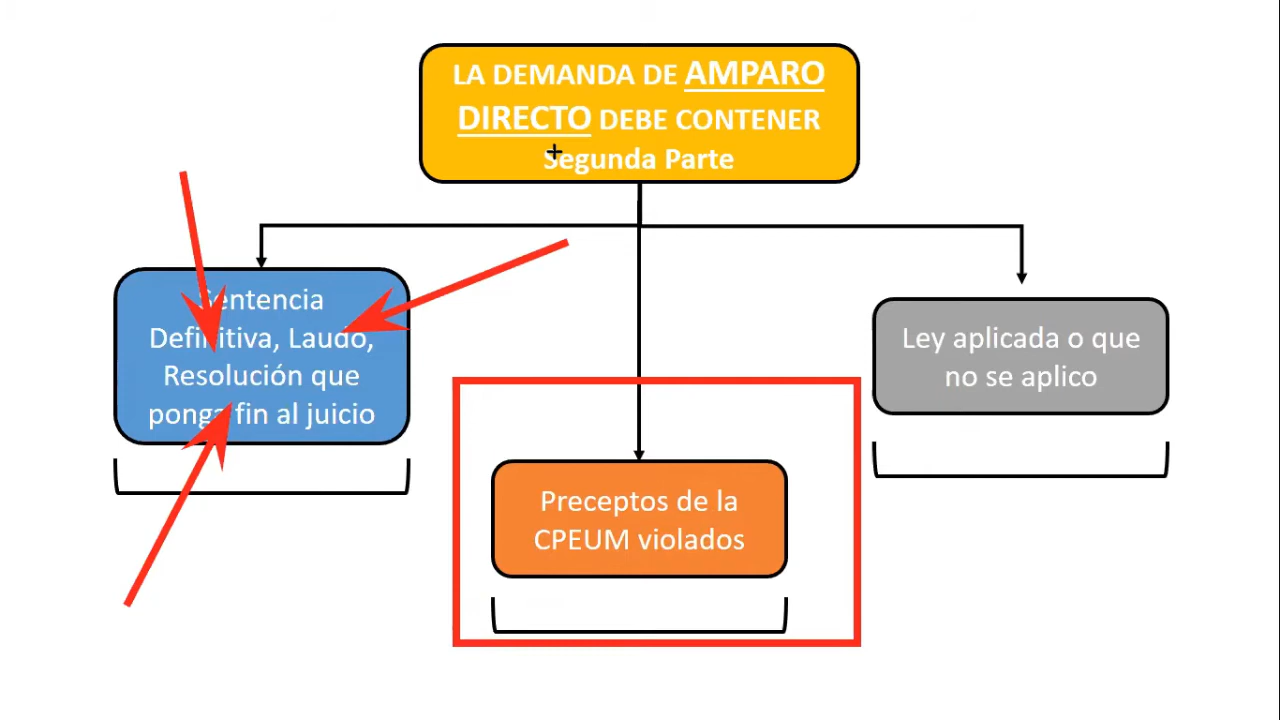 LA DEMANDA DE AMPARO
DIRECTO DEBE CONTENER
Segunda Parte
Sentencia
Definitiva, Laudo,
Resolución que
ponga fin al juicio
Preceptos de la
CPEUM violados
Ley aplicada o que
no se aplico